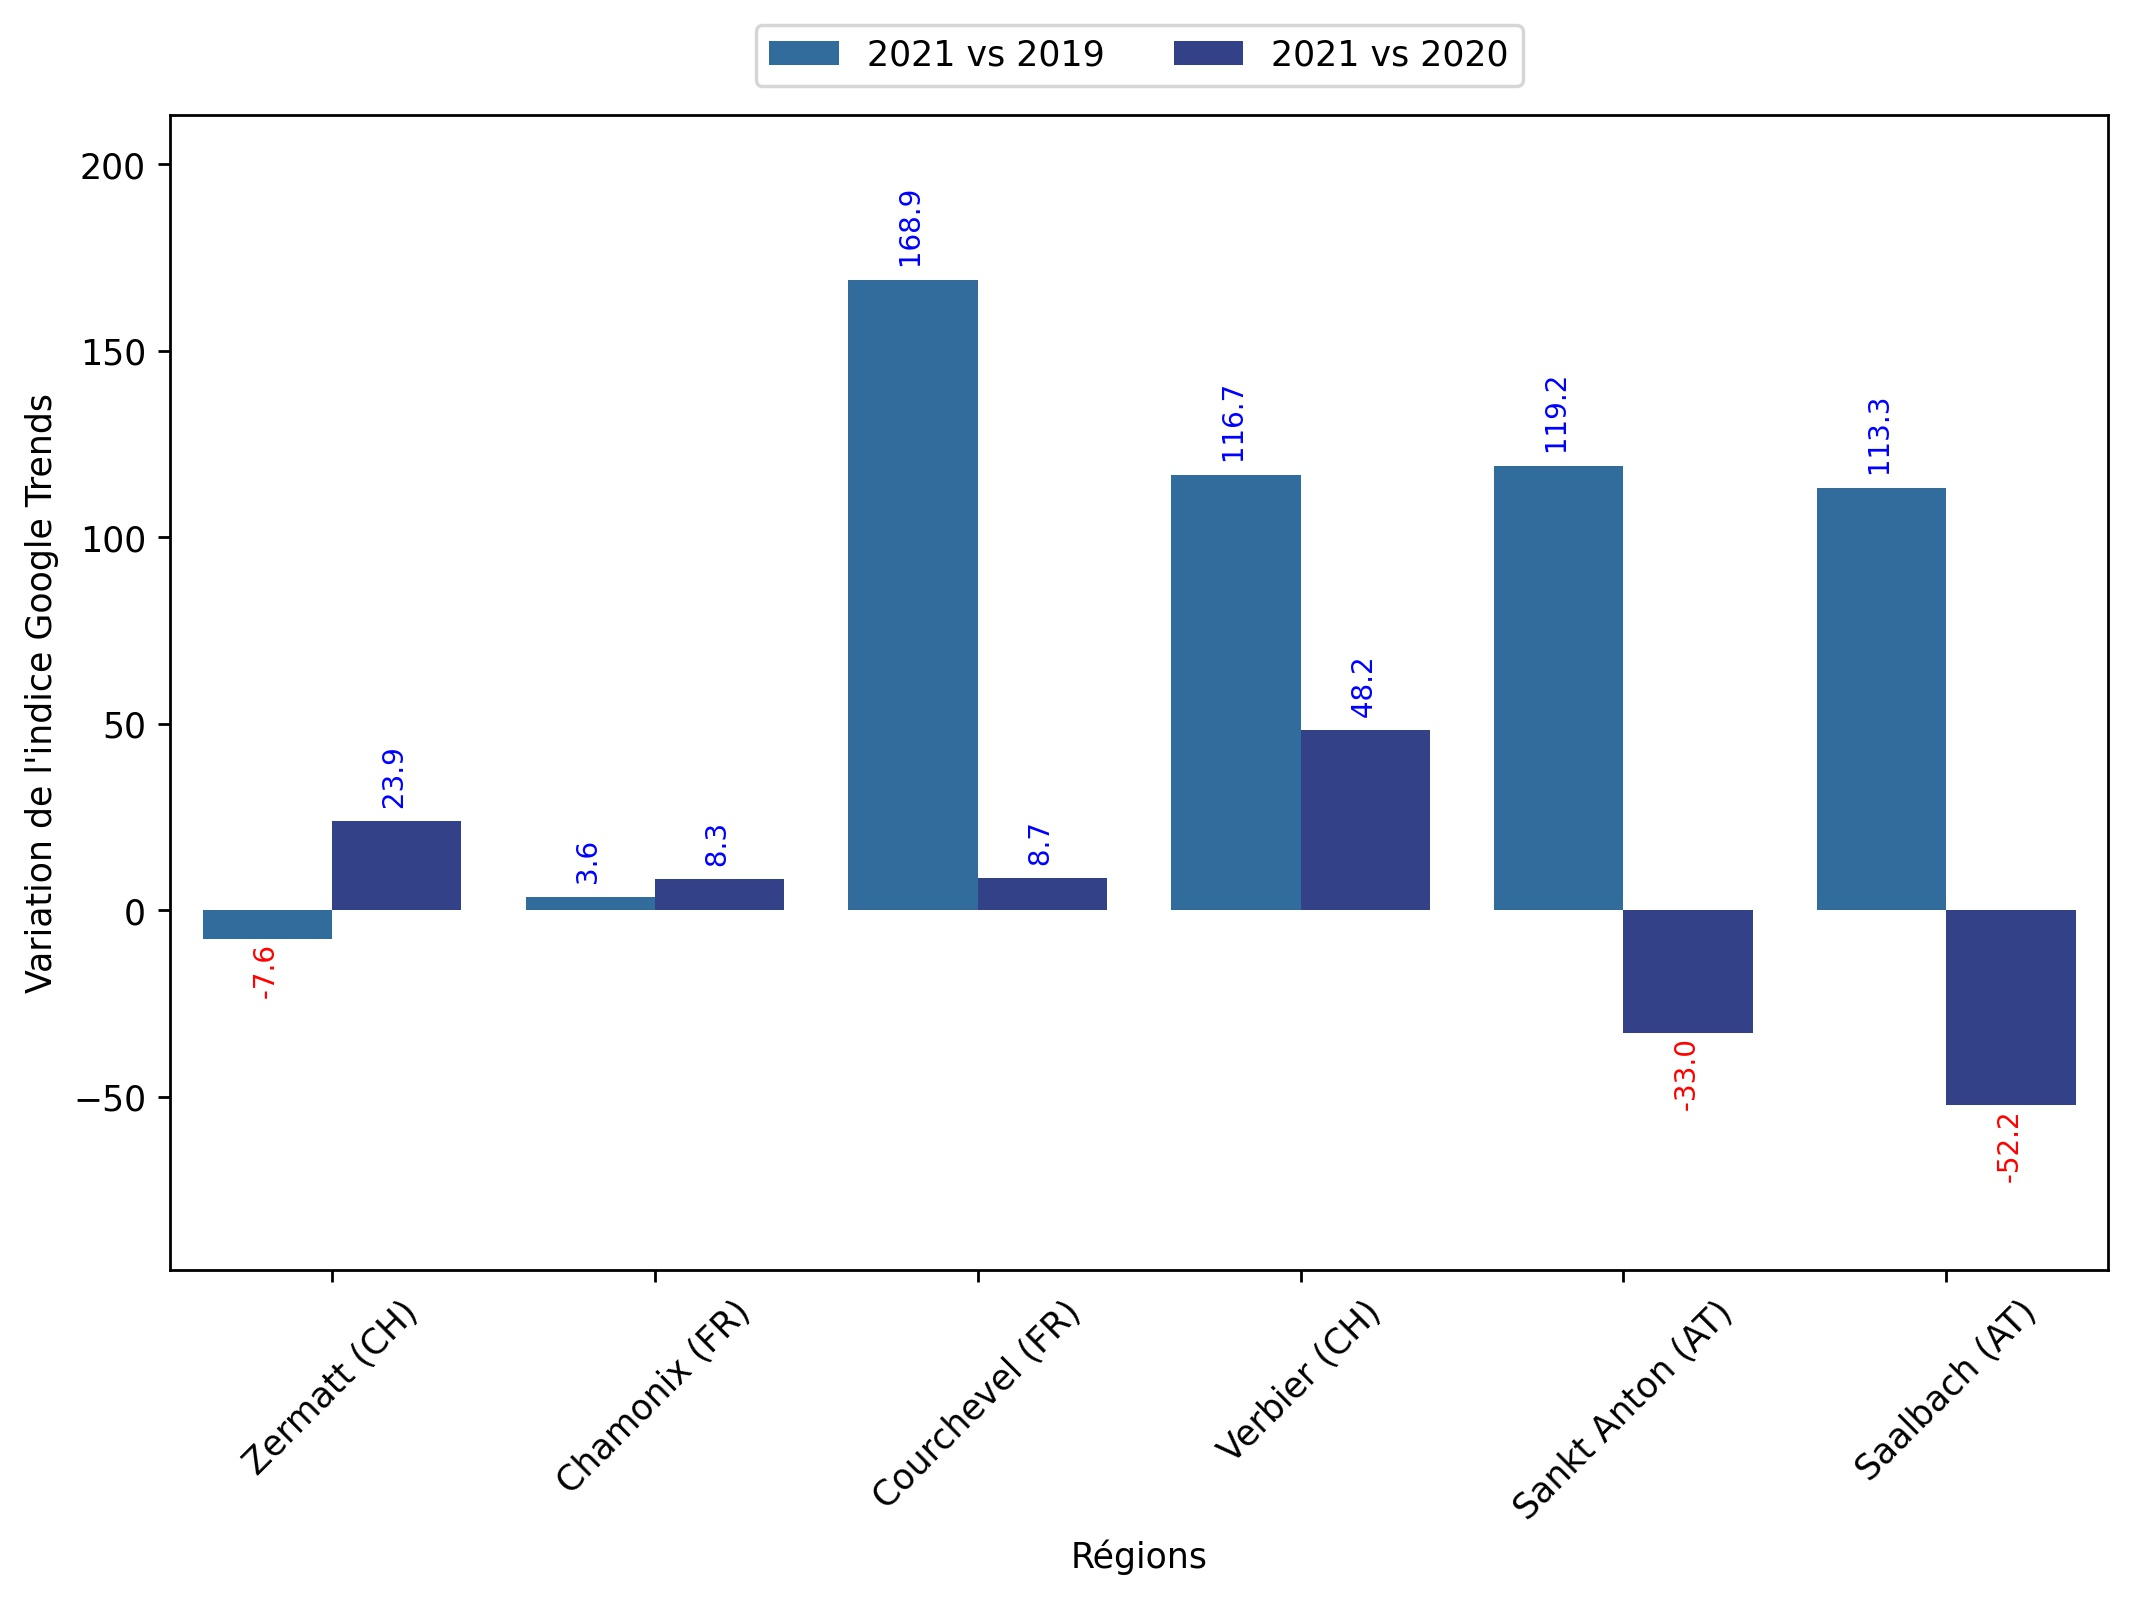 2021 vs 2019
2021 vs 2020
Variation de l'indice Google Trends
200
150
100
50
0
−50
-7.6
23.9
3.6
8.3
168.9
8.7
116.7
48.2
119.2
-33.0
113.3
-52.2
Zermatt (CH)
Chamonix (FR)
Courchevel (FR)
Verbier (CH)
Sankt Anton (AT)
Saalbach (AT)
Régions